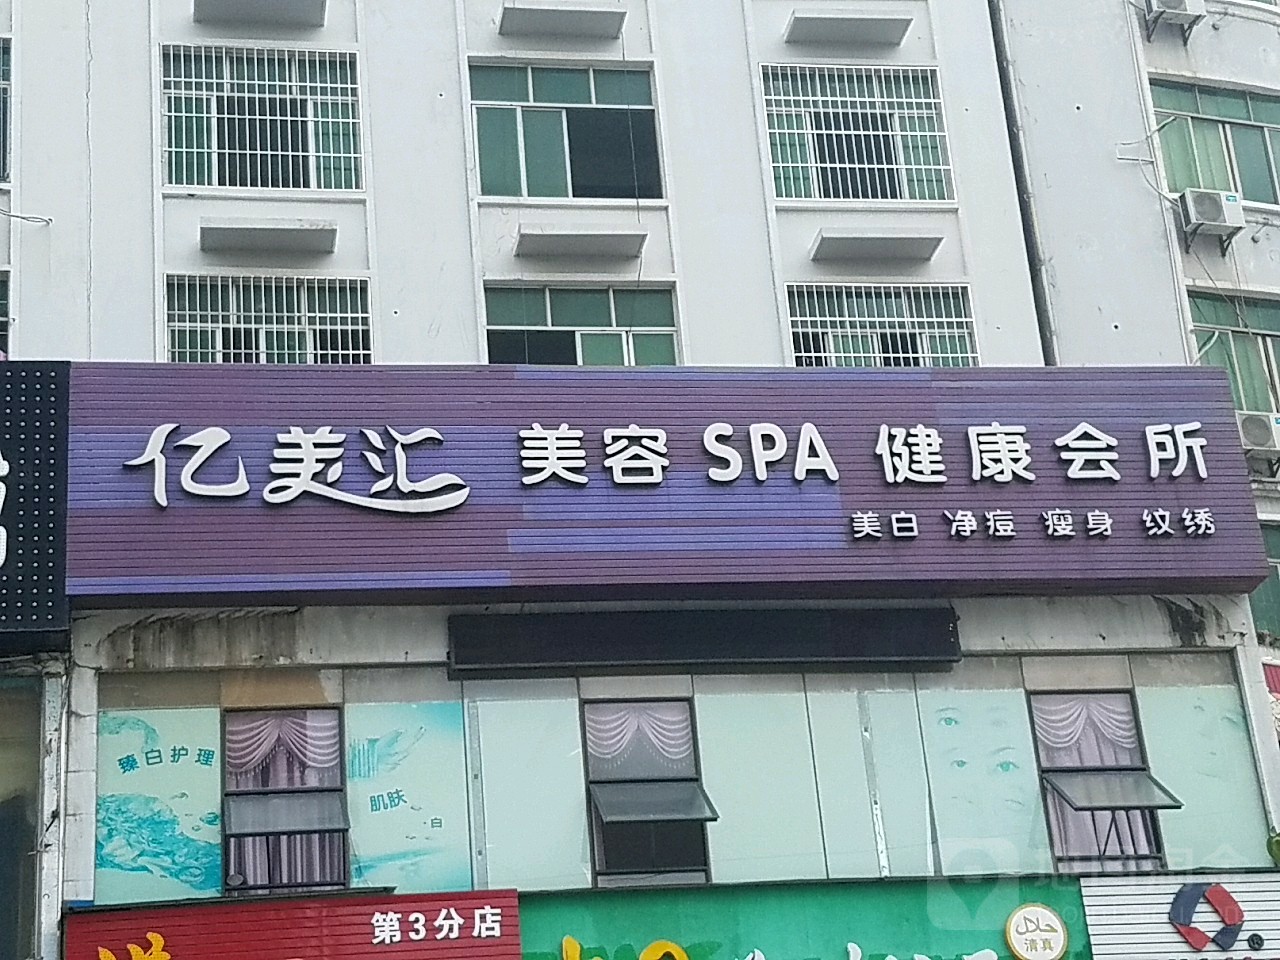 亿美汇 美容 SPA 健康会所
美白 净痘 瘦身 纹绣
臻白护理
肌肤
白
第3分店
حلال
清真
®